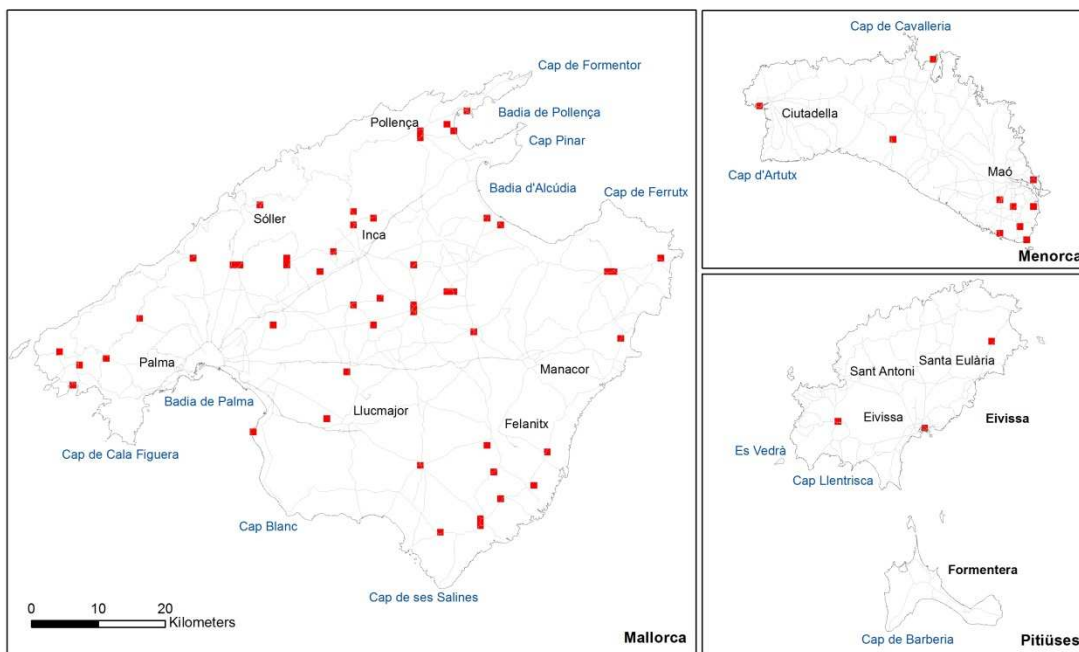 Cap de Formentor
Pollença
Badia de Pollença
Cap Pinar
Badia d'Alcúdia
Cap de Ferrutx
Sóller
Inca
Palma
Manacor
Badia de Palma
Llucmajor
Felanitx
Cap de Cala Figuera
Cap Blanc
Cap de ses Salines
0 10 20
Kilometers
Mallorca
Cap de Cavalleria
Ciutadella
Cap d'Artutx
Maó
Menorca
Santa Eulària
Sant Antoni
Eivissa
Eivissa
Es Vedrà
Cap Llentrisca
Formentera
Cap de Barberia
Pitiüses